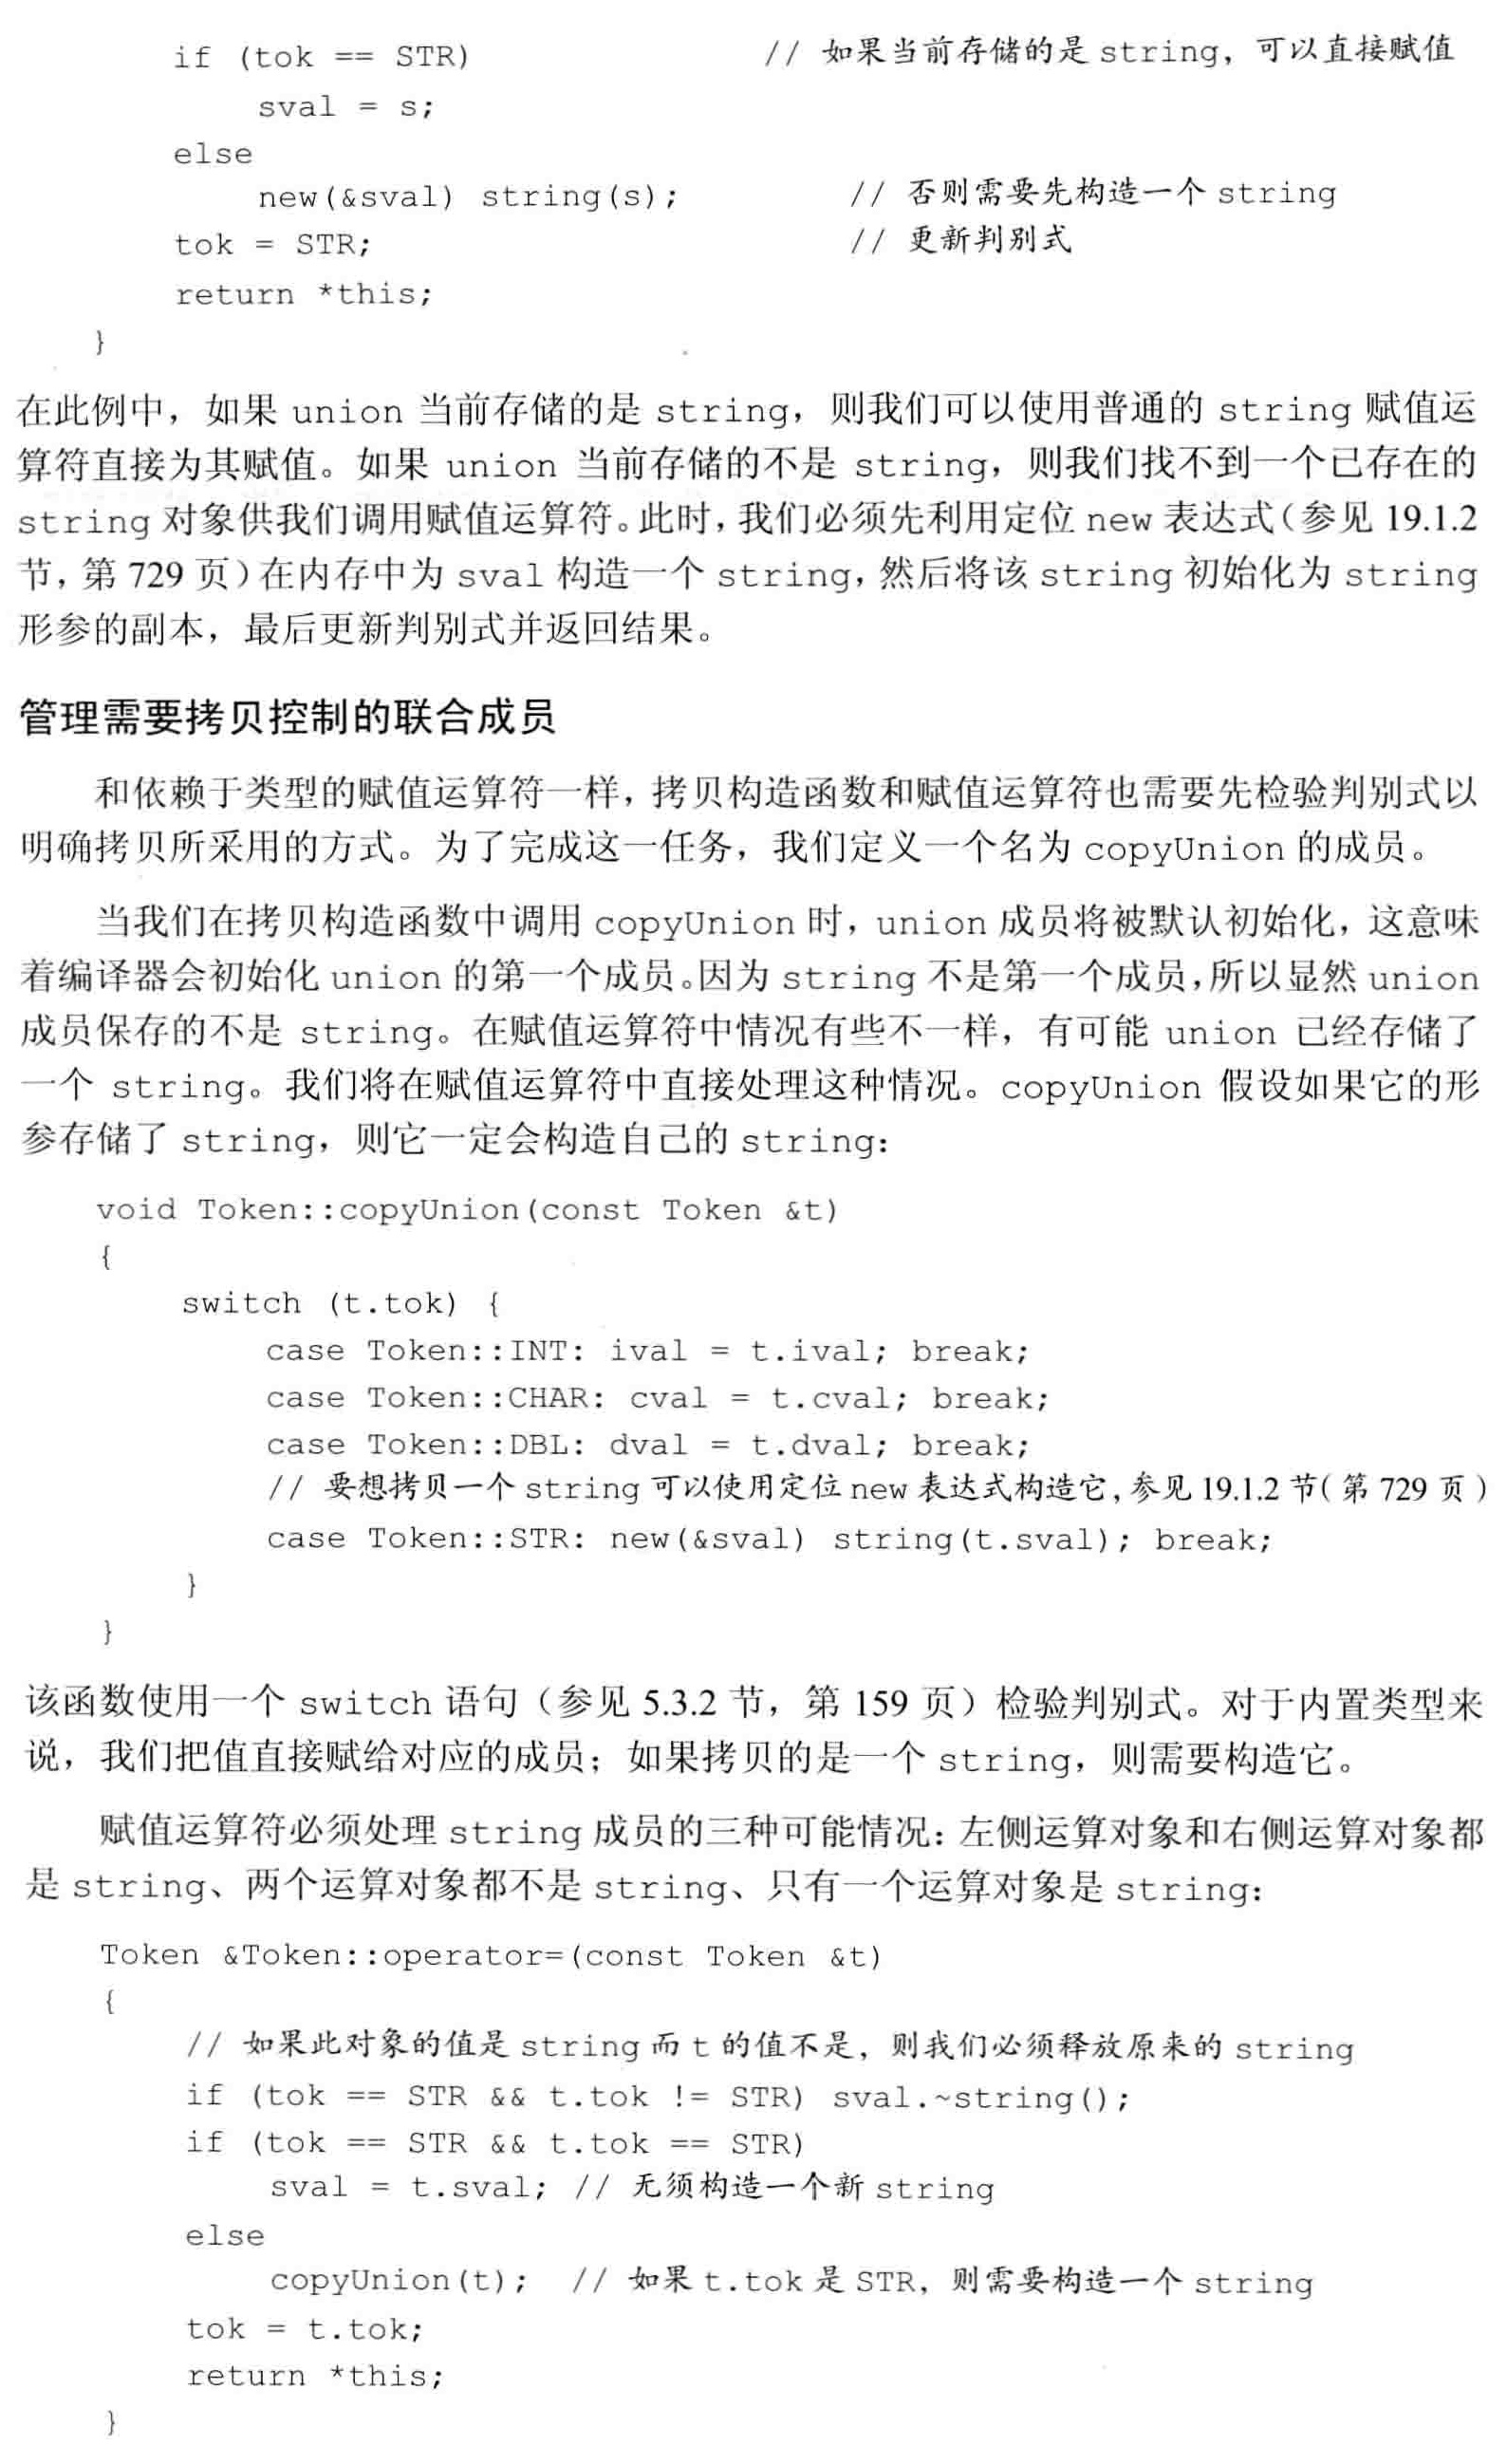 if (tok == STR) // 如果当前存储的是 string，可以直接赋值
sval = s;
else
new(&sval) string(s); // 否则需要先构造一个 string
tok = STR; // 更新判别式
return *this;
}
在此例中，如果 union 当前存储的是 string，则我们可以使用普通的 string 赋值运
算符直接为其赋值。如果 union 当前存储的不是 string，则我们找不到一个已存在的
string 对象供我们调用赋值运算符。此时，我们必须先利用定位 new 表达式（参见 19.1.2
节，第 729 页）在内存中为 sval 构造一个 string，然后将该 string 初始化为 string
形参的副本，最后更新判别式并返回结果。
管理需要拷贝控制的联合成员
和依赖于类型的赋值运算符一样，拷贝构造函数和赋值运算符也需要先检验判别式以
明确拷贝所采用的方式。为了完成这一任务，我们定义一个名为 copyUnion 的成员。
当我们在拷贝构造函数中调用 copyUnion 时，union 成员将被默认初始化，这意味
着编译器会初始化 union 的第一个成员。因为 string 不是第一个成员，所以显然 union
成员保存的不是 string。在赋值运算符中情况有些不一样，有可能 union 已经存储了
一个 string。我们将在赋值运算符中直接处理这种情况。copyUnion 假设如果它的形
参存储了 string，则它一定会构造自己的 string：
void Token::copyUnion(const Token &t)
{
switch (t.tok) {
case Token::INT: ival = t.ival; break;
case Token::CHAR: cval = t.cval; break;
case Token::DBL: dval = t.dval; break;
// 要想拷贝一个 string 可以使用定位 new 表达式构造它，参见 19.1.2 节（第 729 页）
case Token::STR: new(&sval) string(t.sval); break;
}
}
该函数使用一个 switch 语句（参见 5.3.2 节，第 159 页）检验判别式。对于内置类型来
说，我们把值直接赋给对应的成员；如果拷贝的是一个 string，则需要构造它。
赋值运算符必须处理 string 成员的三种可能情况：左侧运算对象和右侧运算对象都
是 string、两个运算对象都不是 string、只有一个运算对象是 string：
Token &Token::operator=(const Token &t)
{
// 如果此对象的值是 string 而 t 的值不是，则我们必须释放原来的 string
if (tok == STR && t.tok != STR) sval.~string();
if (tok == STR && t.tok == STR)
sval = t.sval; // 无须构造一个新 string
else
copyUnion(t); // 如果 t.tok 是 STR，则需要构造一个 string
tok = t.tok;
return *this;
}